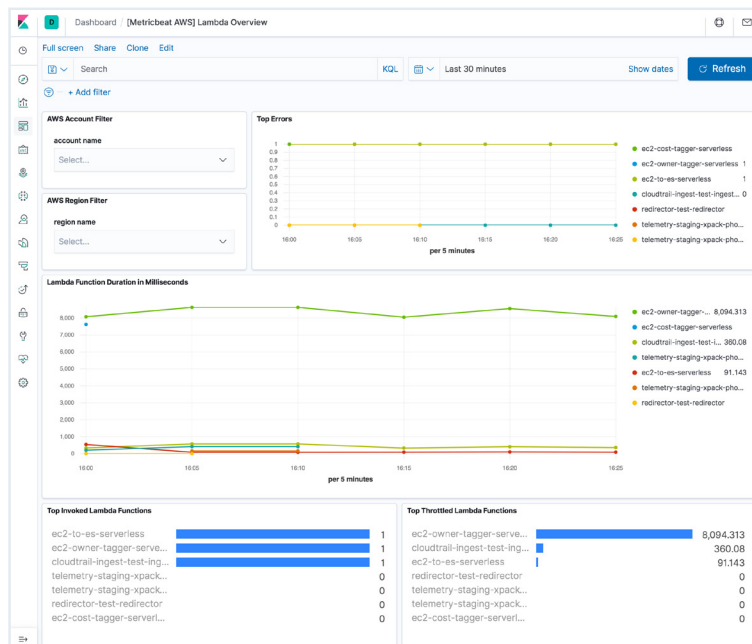 D Dashboard / [Metricbeat AWS] Lambda Overview
Full screen Share Clone Edit
Search KQL Last 30 minutes Show dates Refresh
+ Add filter
AWS Account Filter
account name
Select...
AWS Region Filter
region name
Select...
Top Errors
1
0.9
0.8
0.7
0.6
0.5
0.4
0.3
0.2
0.1
0
16:00 16:05 16:10 16:15 16:20 16:25
per 5 minutes
ec2-cost-tagger-serverless
ec2-owner-tagger-serverless 1
ec2-to-es-serverless 1
cloudtrail-ingest-test-ingest... 0
redirector-test-redirector
telemetry-staging-xpack-pho...
telemetry-staging-xpack-pho...
Lambda Function Duration in Milliseconds
8,000
7,000
6,000
5,000
4,000
3,000
2,000
1,000
0
16:00 16:05 16:10 16:15 16:20 16:25
per 5 minutes
ec2-owner-tagger-... 8,094.313
ec2-cost-tagger-serverless
cloudtrail-ingest-test-i... 360.08
telemetry-staging-xpack-pho...
ec2-to-es-serverless 91.143
telemetry-staging-xpack-pho...
redirector-test-redirector
Top Invoked Lambda Functions
ec2-to-es-serverless 1
ec2-owner-tagger-serve... 1
cloudtrail-ingest-test-ing... 1
telemetry-staging-xpack... 0
telemetry-staging-xpack... 0
redirector-test-redirector 0
ec2-cost-tagger-serverl... 0
Top Throttled Lambda Functions
ec2-owner-tagger-serve... 8,094.313
cloudtrail-ingest-test-ing... 360.08
ec2-to-es-serverless 91.143
redirector-test-redirector 0
telemetry-staging-xpack... 0
telemetry-staging-xpack... 0
ec2-cost-tagger-serverl... 0